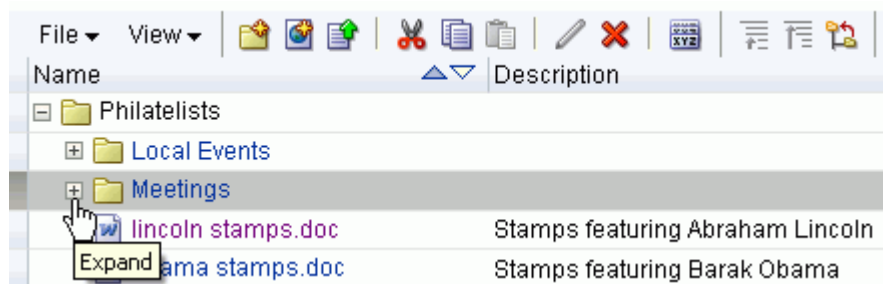 File View XYZ
Name Description
Philatelists
Local Events
Meetings
lincoln stamps.doc Stamps featuring Abraham Lincoln
Expand ama stamps.doc Stamps featuring Barak Obama